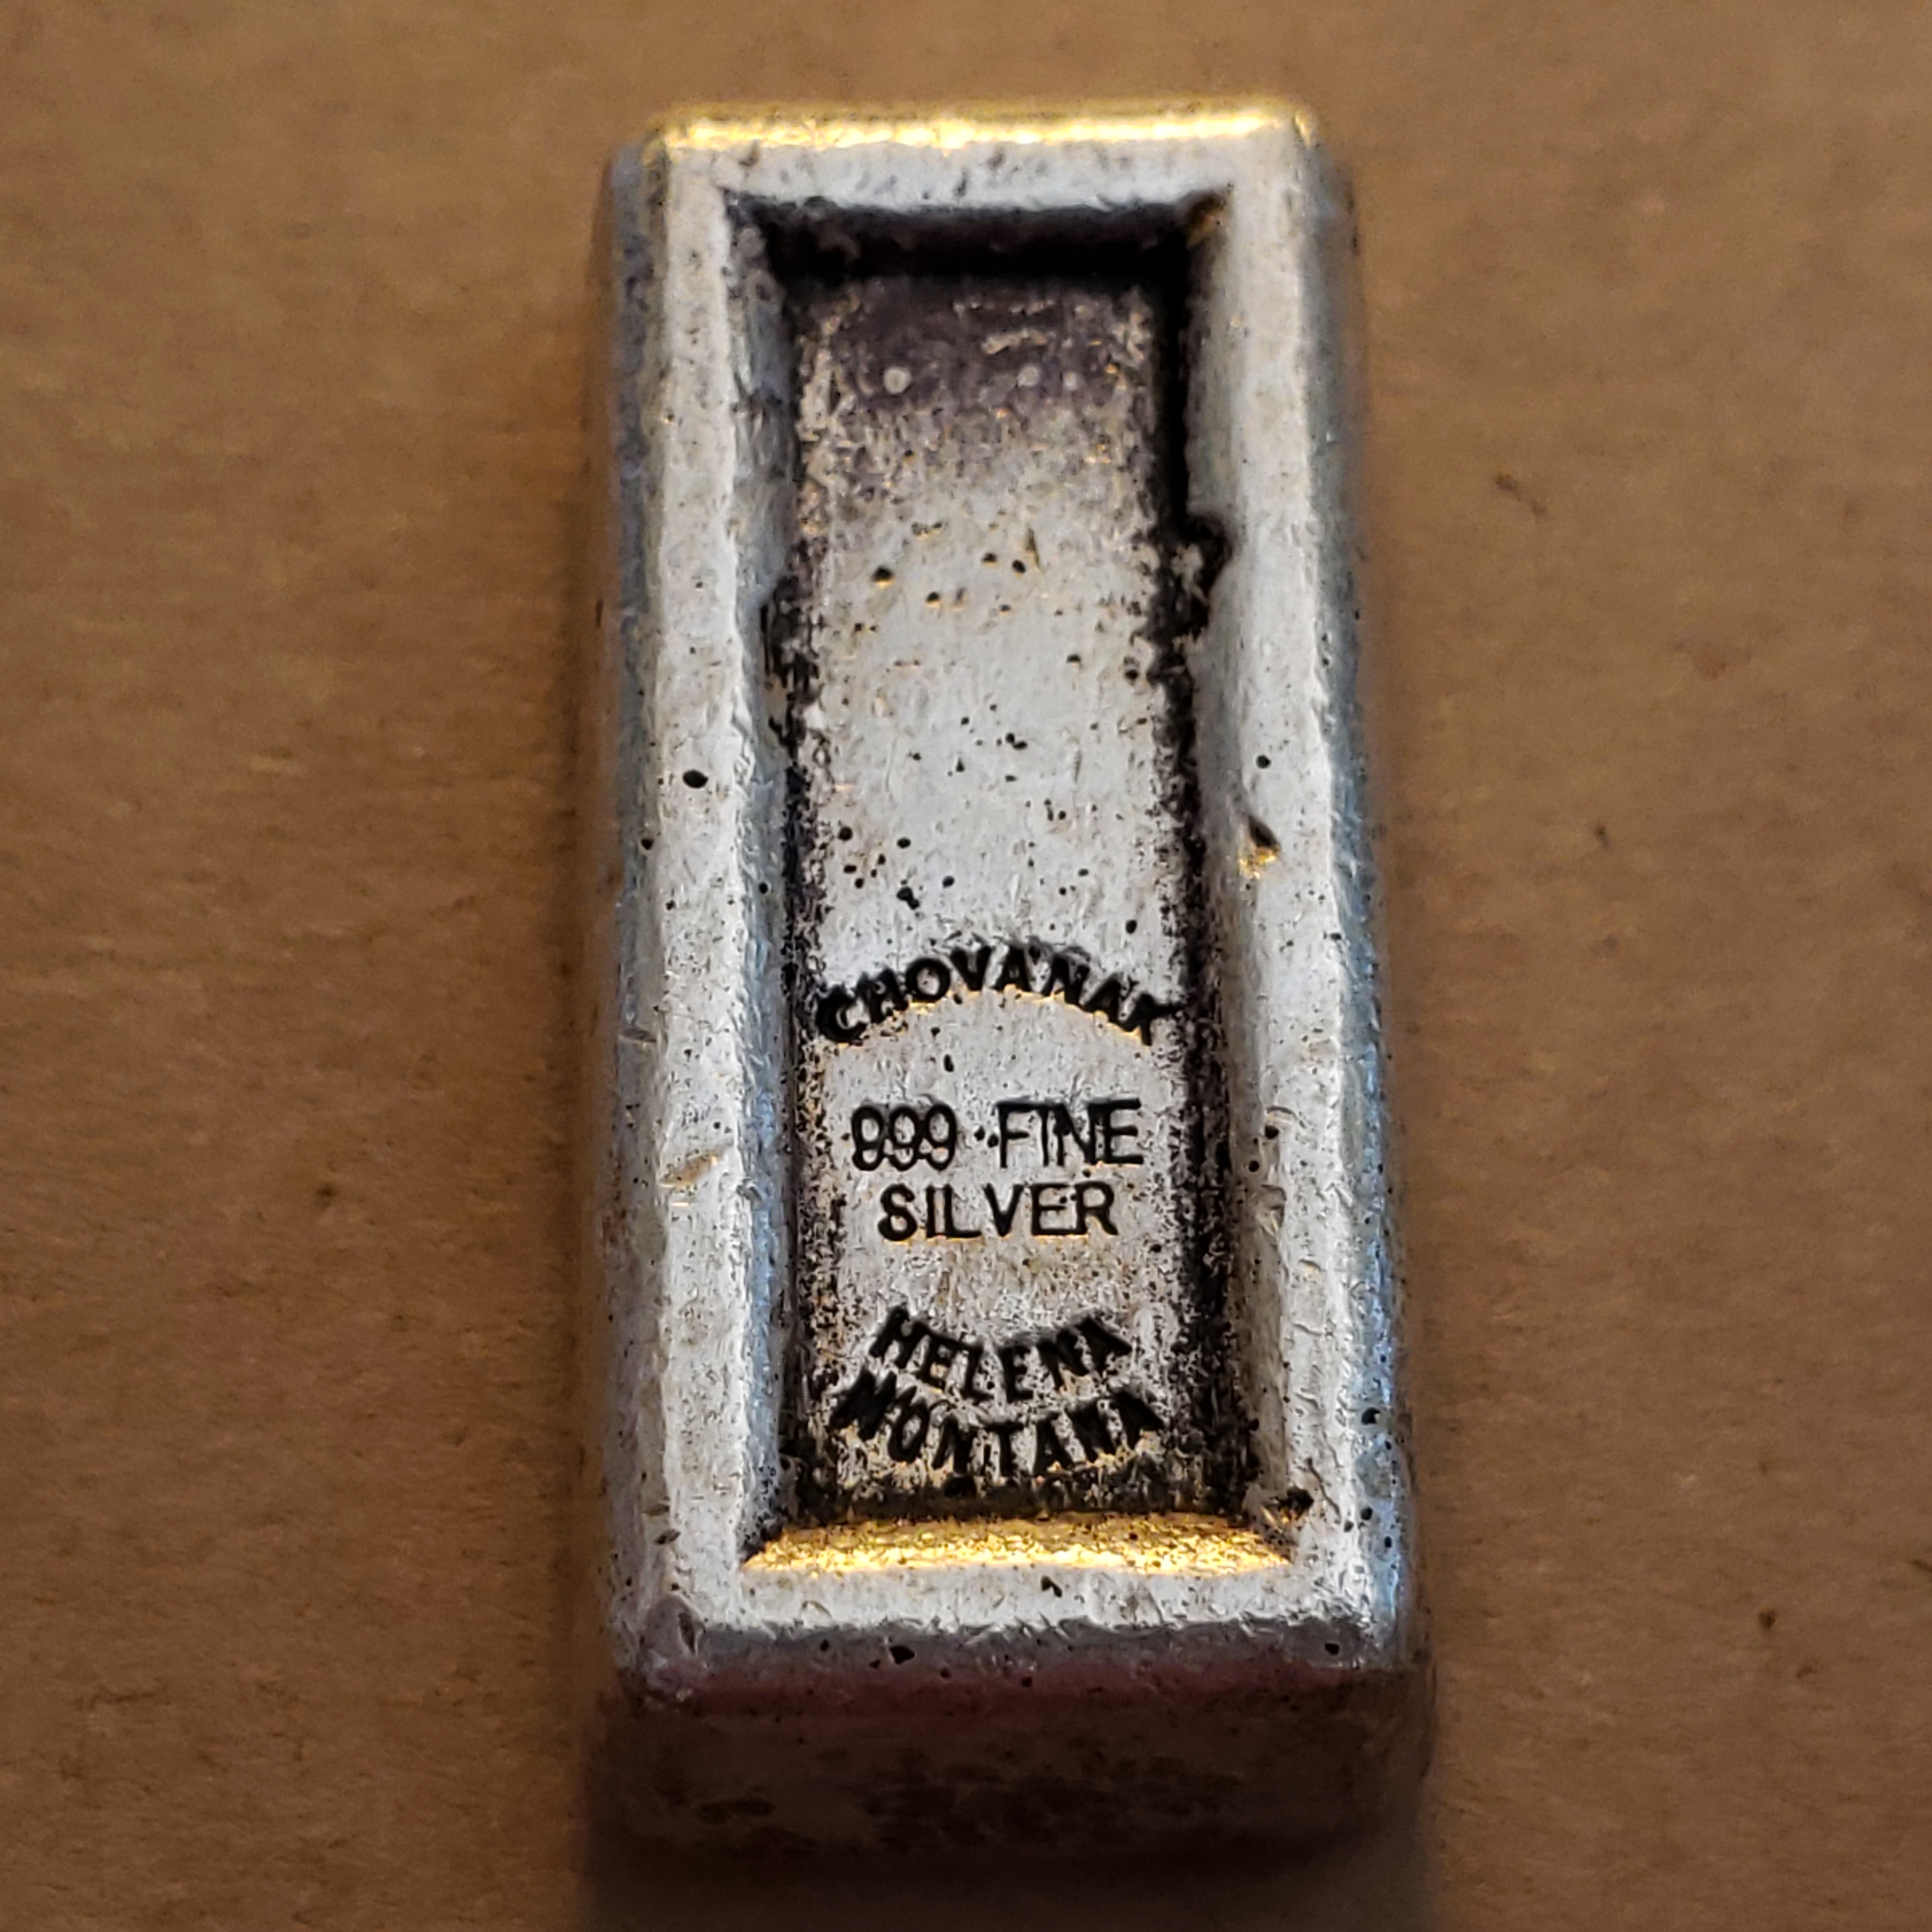 CHOVANAK
999 FINE
SILVER
HELENA
MONTANA